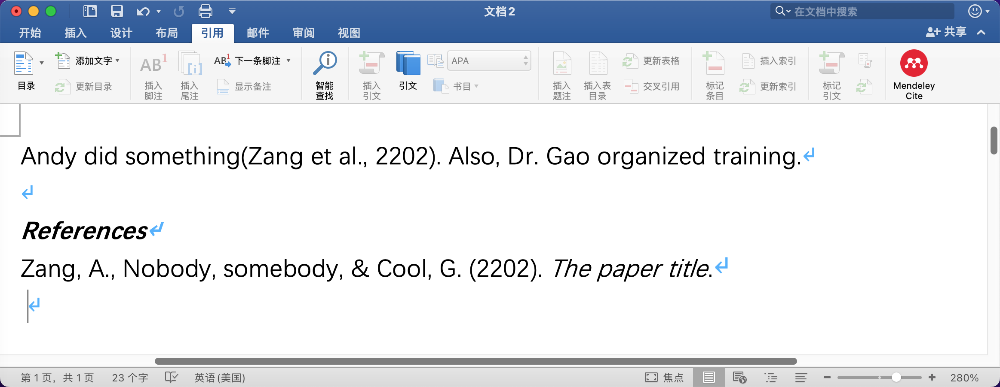 文档2
在文档中搜索
开始 插入 设计 布局 引用 邮件 审阅 视图
共享
目录
添加文字
更新目录
AB1
插入
脚注
[i]
插入
尾注
AB1 下一条脚注
显示备注
智能
查找
插入
引文
引文
APA
书目
插入
题注
插入表
目录
更新表格
交叉引用
标记
条目
插入索引
更新索引
标记
引文
Mendeley
Cite
Andy did something(Zang et al., 2202). Also, Dr. Gao organized training.
References
Zang, A., Nobody, somebody, & Cool, G. (2202). The paper title.
第 1 页，共 1 页 23 个字 英语 (美国) 焦点 280%